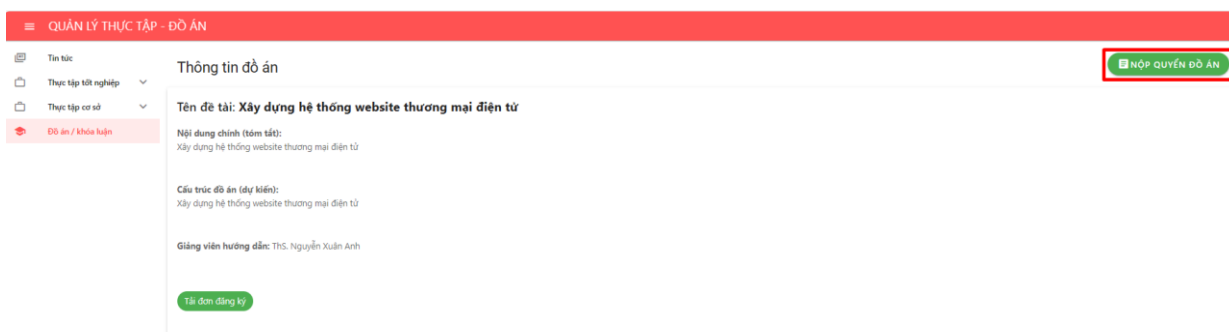 QUẢN LÝ THỰC TẬP - ĐỒ ÁN
Tin tức
Thực tập tốt nghiệp
Thực tập cơ sở
Đồ án / khóa luận
Thông tin đồ án
NỘP QUYỂN ĐỒ ÁN
Tên đề tài: Xây dựng hệ thống website thương mại điện tử
Nội dung chính (tóm tắt):
Xây dựng hệ thống website thương mại điện tử
Cấu trúc đồ án (dự kiến):
Xây dựng hệ thống website thương mại điện tử
Giảng viên hướng dẫn: ThS. Nguyễn Xuân Anh
Tải đơn đăng ký